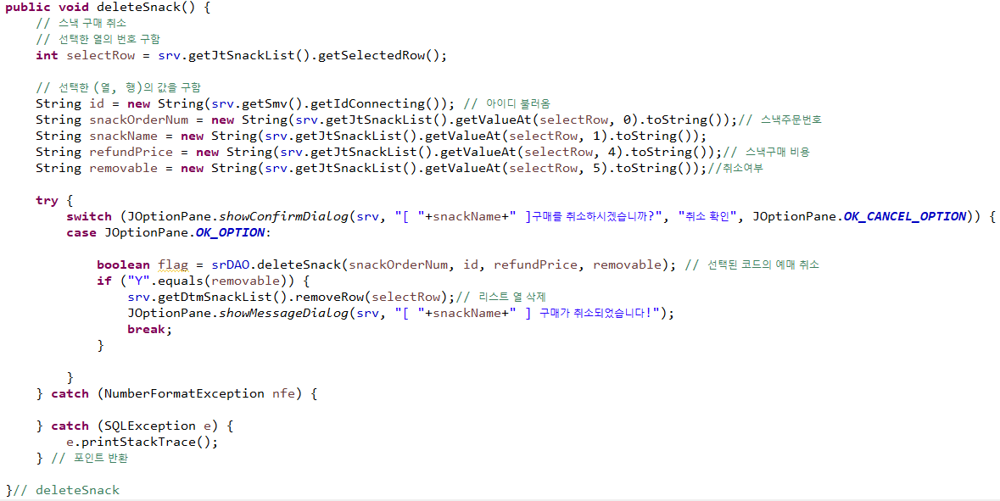 public void deleteSnack() {
// 스낵 구매 취소
// 선택한 열의 번호 구함
int selectRow = srv.getJtSnackList().getSelectedRow();
// 선택한 (열, 행)의 값을 구함
String id = new String(srv.getSmv().getIdConnecting()); // 아이디 불러옴
String snackOrderNum = new String(srv.getJtSnackList().getValueAt(selectRow, 0).toString());// 스낵주문번호
String snackName = new String(srv.getJtSnackList().getValueAt(selectRow, 1).toString());
String refundPrice = new String(srv.getJtSnackList().getValueAt(selectRow, 4).toString());// 스낵구매 비용
String removable = new String(srv.getJtSnackList().getValueAt(selectRow, 5).toString());//취소여부
try {
switch (JOptionPane.showConfirmDialog(srv, "[ "+snackName+" ]구매를 취소하시겠습니까?", "취소 확인", JOptionPane.OK_CANCEL_OPTION)) {
case JOptionPane.OK_OPTION:
boolean flag = srDAO.deleteSnack(snackOrderNum, id, refundPrice, removable); // 선택된 코드의 예매 취소
if ("Y".equals(removable)) {
srv.getDtmSnackList().removeRow(selectRow);// 리스트 열 삭제
JOptionPane.showMessageDialog(srv, "[ "+snackName+" ] 구매가 취소되었습니다!");
break;
}
}
} catch (NumberFormatException nfe) {
} catch (SQLException e) {
e.printStackTrace();
} // 포인트 반환
}// deleteSnack